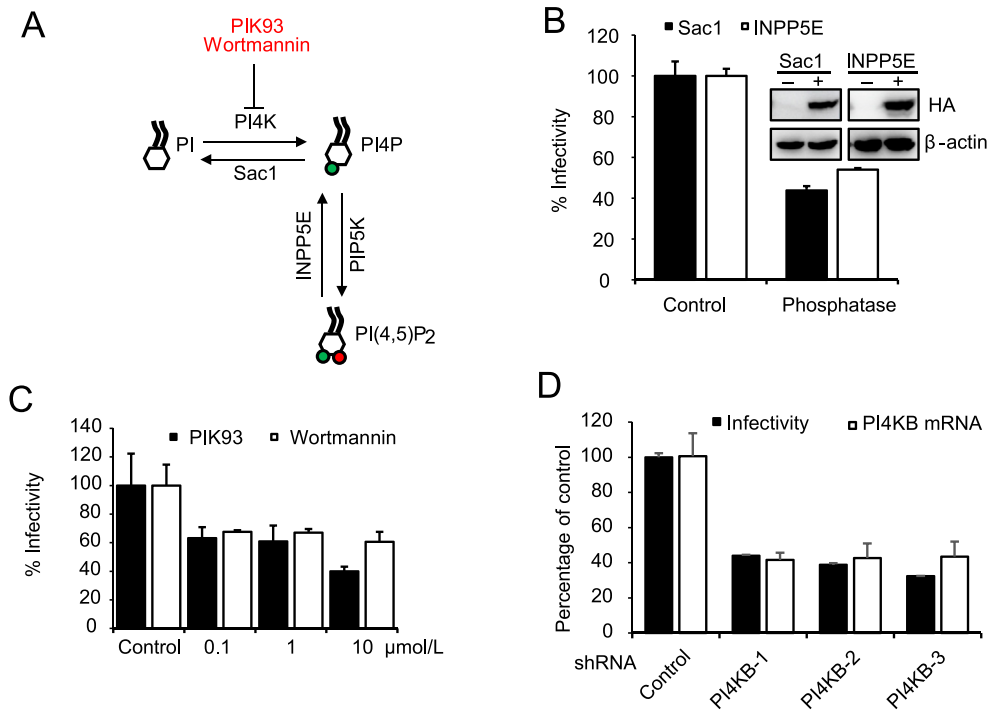 A
PIK93
Wortmannin
PI4K
PI
PI4P
Sac1
INPP5E
PIP5K
PI(4,5)P2
B
Sac1 INPP5E
% Infectivity
120
100
80
60
40
20
0
Control Phosphatase
Sac1 INPP5E
– + – +
HA
β-actin
C
% Infectivity
140
120
100
80
60
40
20
0
PIK93 Wortmannin
Control 0.1 1 10 μmol/L
D
Percentage of control
120
100
80
60
40
20
0
Infectivity PI4KB mRNA
shRNA
Control
PI4KB-1
PI4KB-2
PI4KB-3